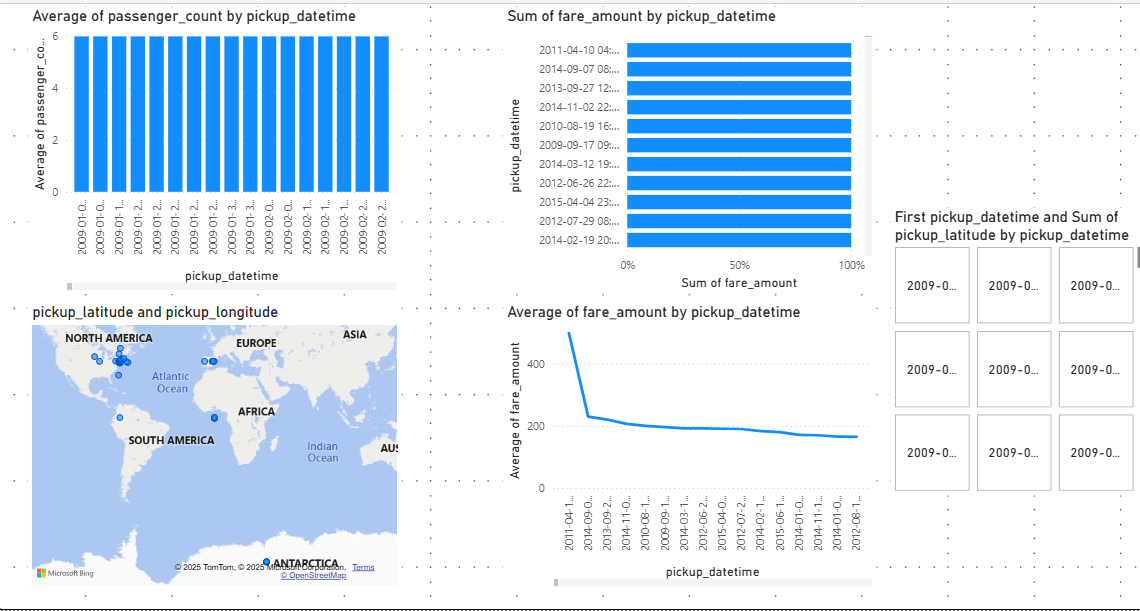 Average of passenger_count by pickup_datetime
Average of passenger_co...
6
4
2
0
2009-01-0...
2009-01-0...
2009-01-1...
2009-01-2...
2009-01-2...
2009-01-2...
2009-01-2...
2009-01-2...
2009-01-3...
2009-01-3...
2009-02-0...
2009-02-0...
2009-02-1...
2009-02-1...
2009-02-1...
2009-02-2...
2009-02-2...
pickup_datetime
Sum of fare_amount by pickup_datetime
pickup_datetime
2011-04-10 04:...
2014-09-07 08:...
2013-09-27 12:...
2014-11-02 22:...
2010-08-19 16:...
2009-09-17 09:...
2014-03-12 19:...
2012-06-26 22:...
2015-04-04 23:...
2012-07-29 08:...
2014-02-19 20:...
0%
50%
100%
Sum of fare_amount
First pickup_datetime and Sum of
pickup_latitude by pickup_datetime
2009-0...
2009-0...
2009-0...
2009-0...
2009-0...
2009-0...
2009-0...
2009-0...
2009-0...
pickup_latitude and pickup_longitude
NORTH AMERICA
EUROPE
ASIA
Atlantic
Ocean
AFRICA
SOUTH AMERICA
Indian
Ocean
AUS
ANTARCTICA
Microsoft Bing
© 2025 TomTom, © 2025 Microsoft Corporation, Terms
© OpenStreetMap
Average of fare_amount by pickup_datetime
Average of fare_amount
400
200
0
2011-04-1...
2014-09-0...
2013-09-2...
2014-11-0...
2010-08-1...
2009-09-1...
2014-03-1...
2012-06-2...
2015-04-0...
2012-07-2...
2014-02-1...
2015-06-1...
2014-01-0...
2014-11-1...
2014-01-0...
2012-08-1...
pickup_datetime